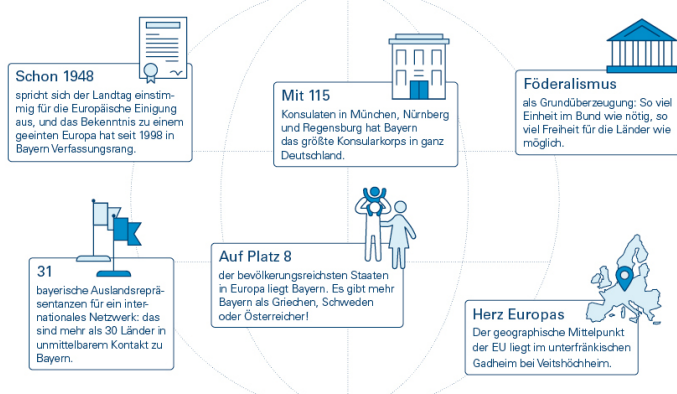 Schon 1948
spricht sich der Landtag einstim-
mig für die Europäische Einigung
aus, und das Bekenntnis zu einem
geeinten Europa hat seit 1998 in
Bayern Verfassungsrang.
Mit 115
Konsulaten in München, Nürnberg
und Regensburg hat Bayern
das größte Konsularkorps in ganz
Deutschland.
Föderalismus
als Grundüberzeugung: So viel
Einheit im Bund wie nötig, so
viel Freiheit für die Länder wie
möglich.
31
bayerische Auslandsreprä-
sentanzen für ein inter-
nationales Netzwerk: das
sind mehr als 30 Länder in
unmittelbarem Kontakt zu
Bayern.
Auf Platz 8
der bevölkerungsreichsten Staaten
in Europa liegt Bayern. Es gibt mehr
Bayern als Griechen, Schweden
oder Österreicher!
Herz Europas
Der geographische Mittelpunkt
der EU liegt im unterfränkischen
Gadheim bei Veitshöchheim.